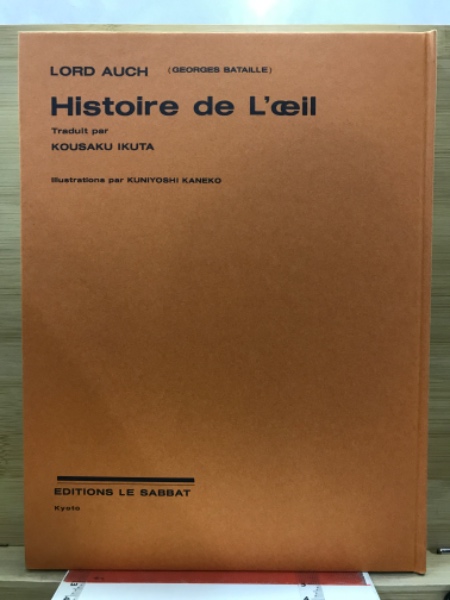 LORD AUCH (GEORGES BATAILLE)
Histoire de L'œil
Traduit par
KOUSAKU IKUTA
Illustrations par KUNIYOSHI KANEKO
EDITIONS LE SABBAT
Kyoto